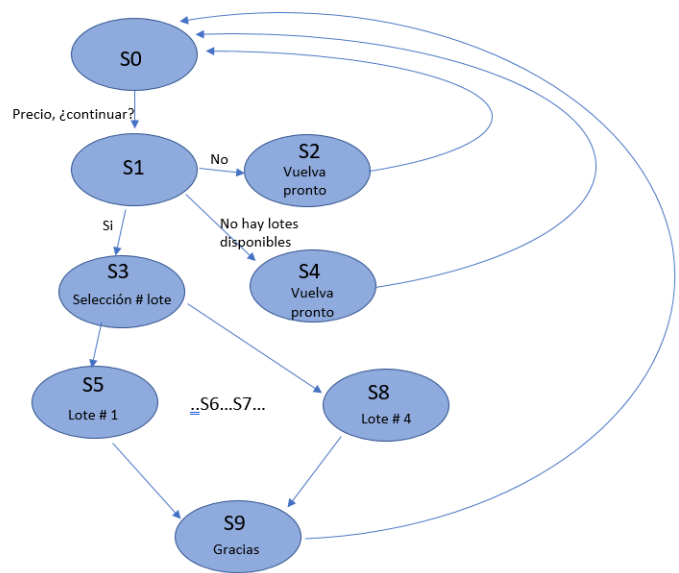 S0
Precio, ¿continuar?
S1
No
S2
Vuelva
pronto
Si
No hay lotes
disponibles
S3
Selección # lote
S4
Vuelva
pronto
S5
Lote # 1
..S6...S7...
S8
Lote # 4
S9
Gracias